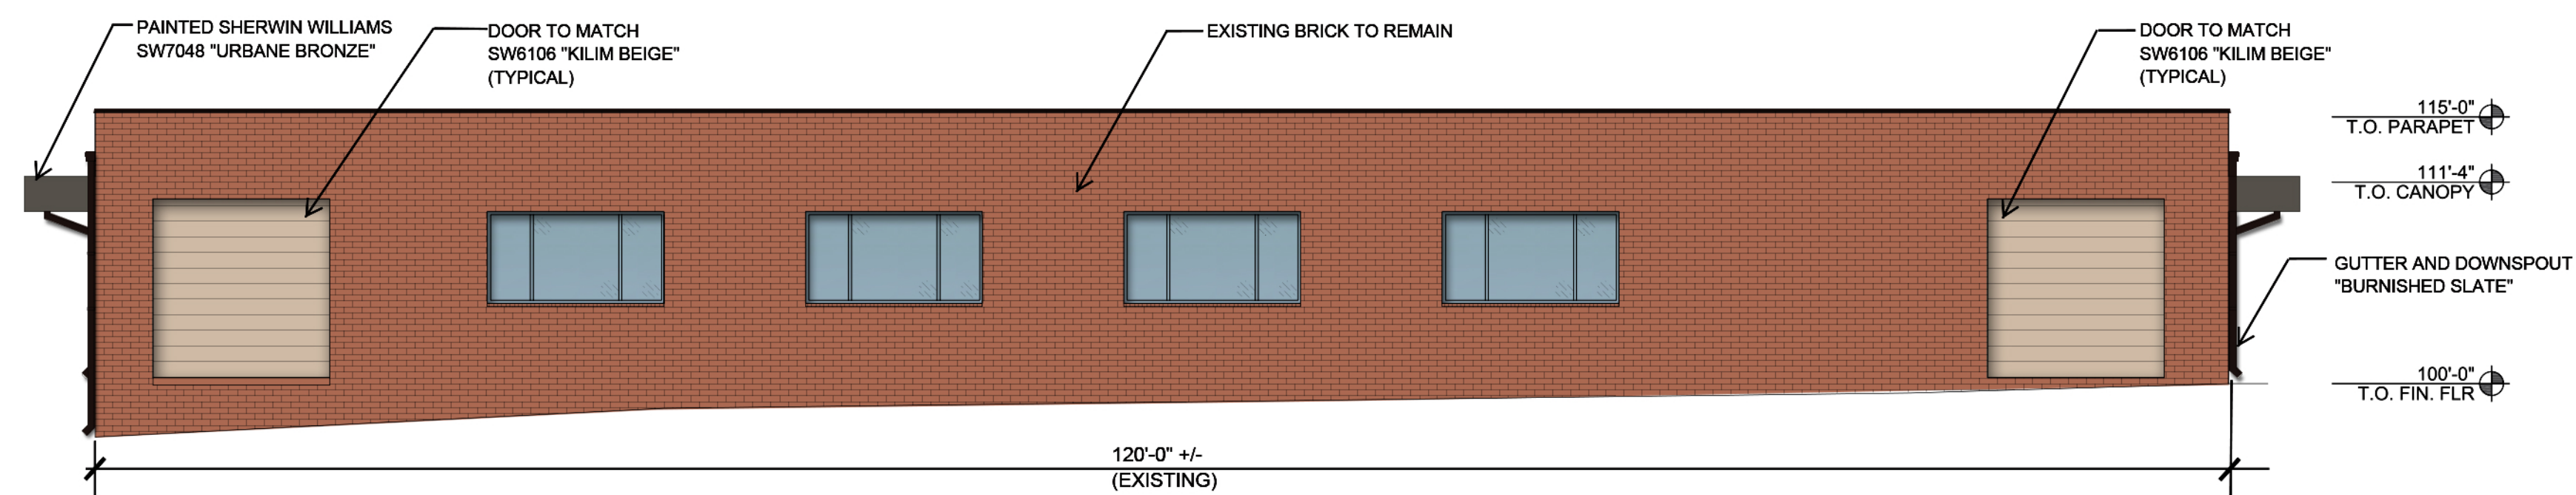 PAINTED SHERWIN WILLIAMS
SW7048 "URBANE BRONZE"
DOOR TO MATCH
SW6106 "KILIM BEIGE"
(TYPICAL)
EXISTING BRICK TO REMAIN
DOOR TO MATCH
SW6106 "KILIM BEIGE"
(TYPICAL)
115'-0"
T.O. PARAPET
111'-4"
T.O. CANOPY
GUTTER AND DOWNSPOUT
"BURNISHED SLATE"
100'-0"
T.O. FIN. FLR
120'-0" +/-
(EXISTING)